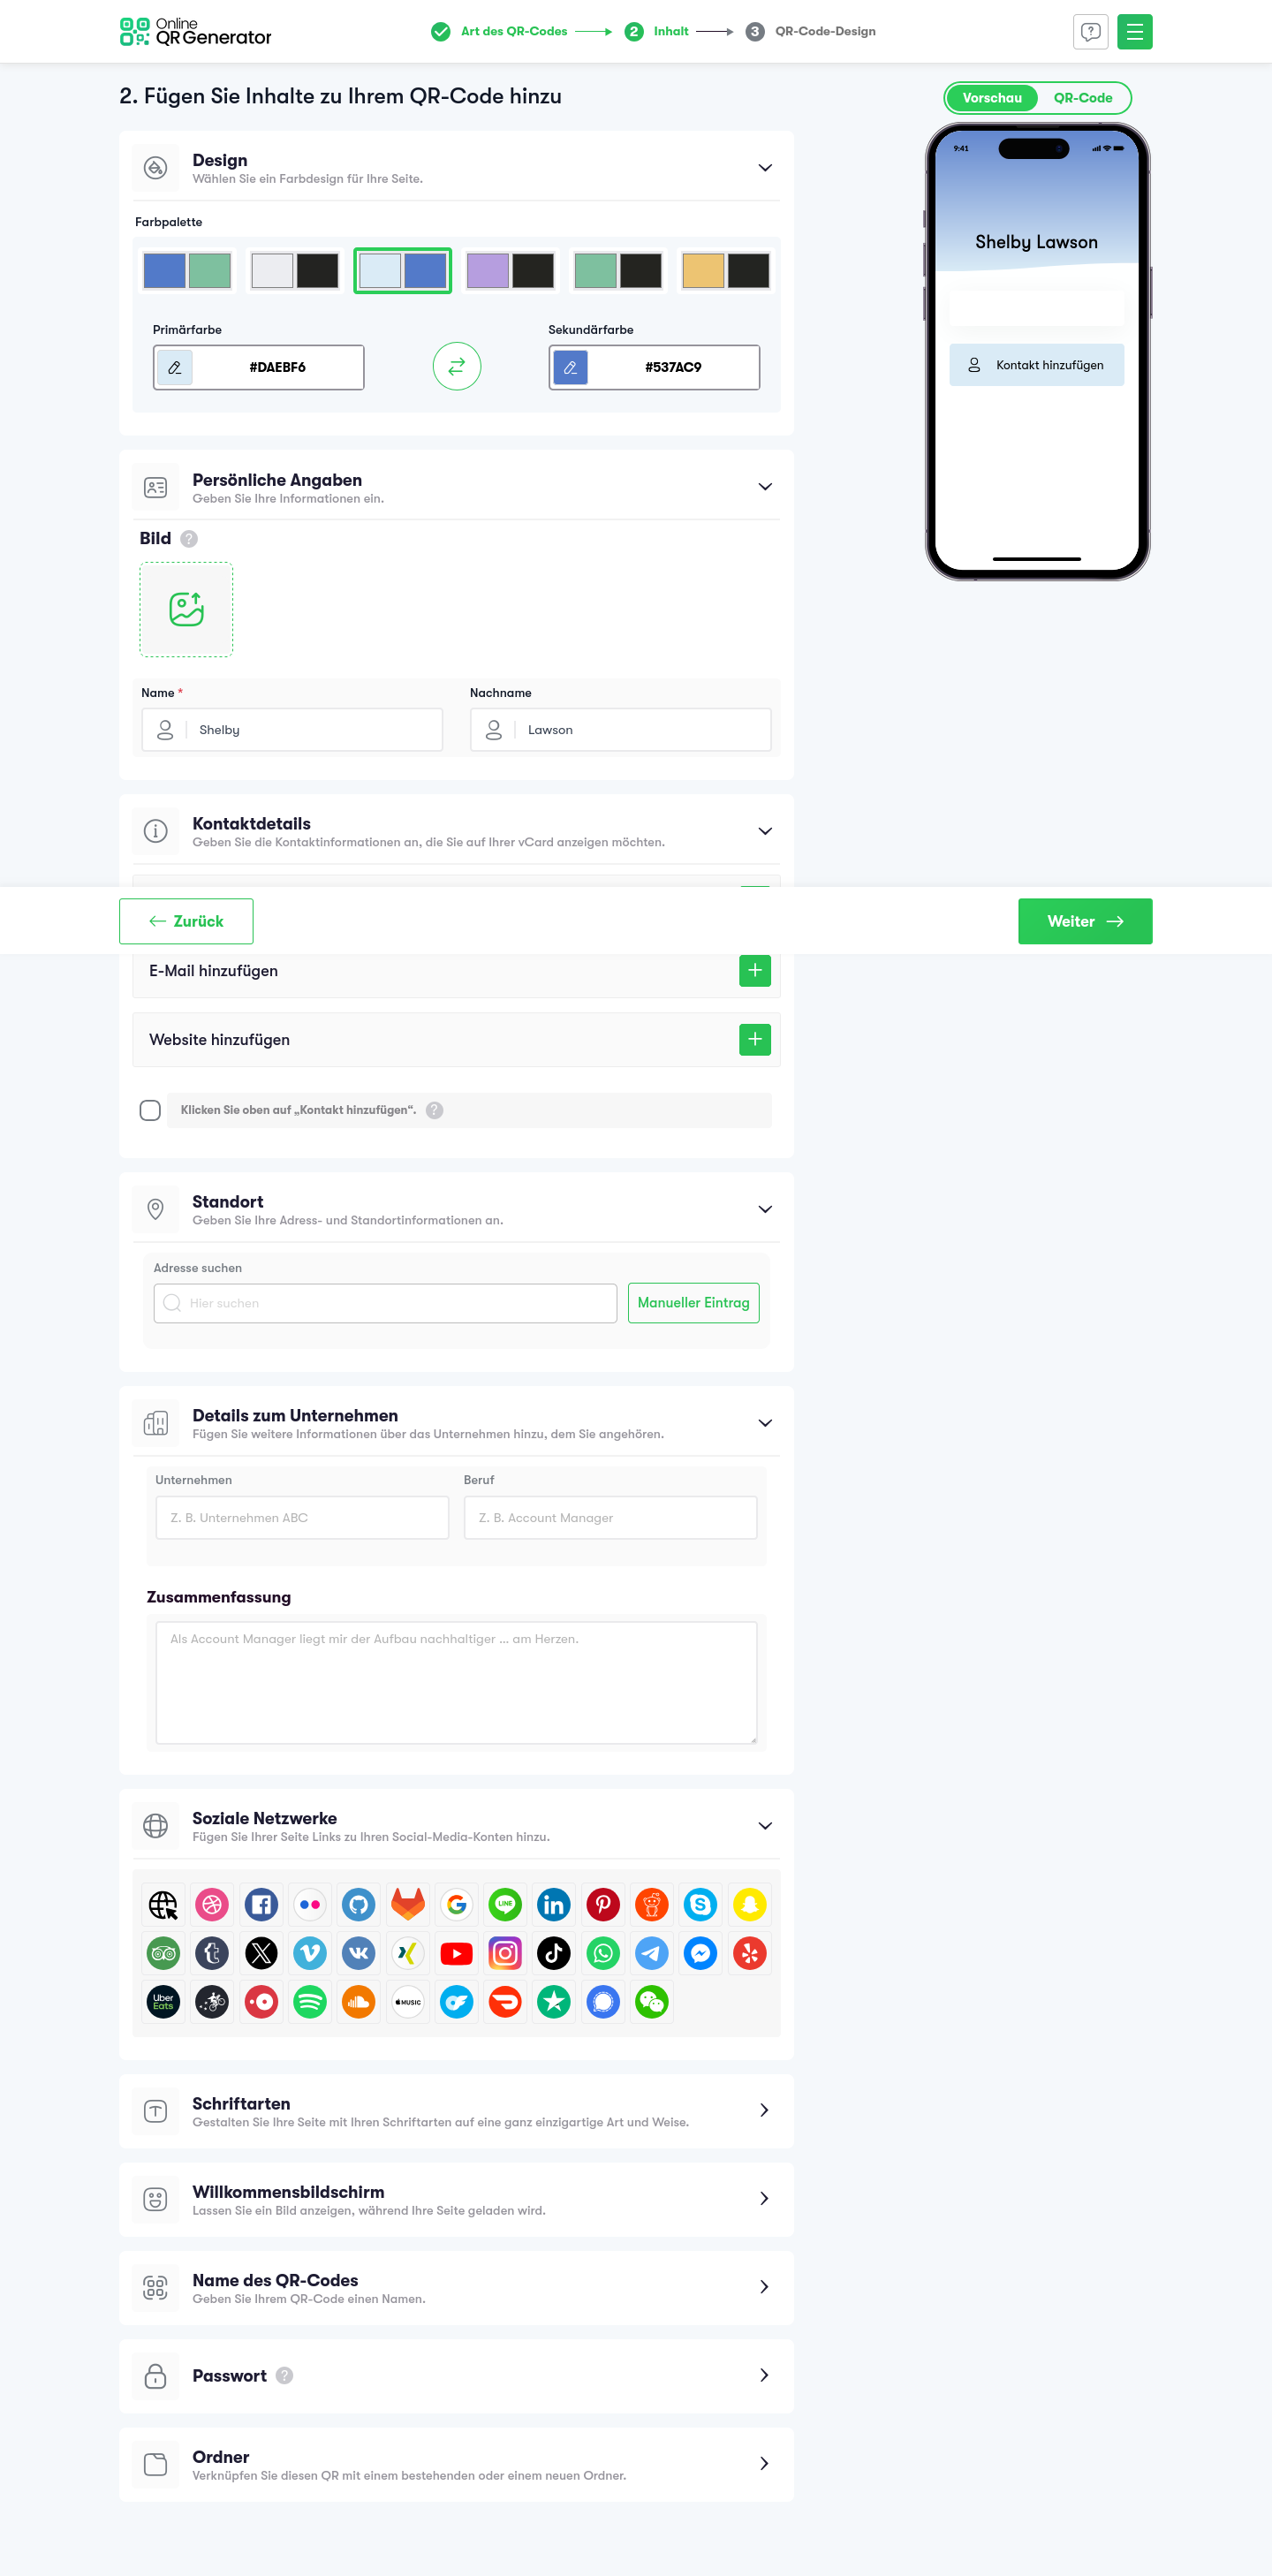 Online
QR Generator
Art des QR-Codes
2 Inhalt
3 QR-Code-Design
2. Fügen Sie Inhalte zu Ihrem QR-Code hinzu
Vorschau QR-Code
Design
Wählen Sie ein Farbdesign für Ihre Seite.
Farbpalette
Primärfarbe
#DAEBF6
Sekundärfarbe
#537AC9
9:41
Shelby Lawson
Kontakt hinzufügen
Persönliche Angaben
Geben Sie Ihre Informationen ein.
Bild ?
Name *
Shelby
Nachname
Lawson
Kontaktdetails
Geben Sie die Kontaktinformationen an, die Sie auf Ihrer vCard anzeigen möchten.
Zurück
Weiter
E-Mail hinzufügen
Website hinzufügen
Klicken Sie oben auf „Kontakt hinzufügen“. ?
Standort
Geben Sie Ihre Adress- und Standortinformationen an.
Adresse suchen
Hier suchen
Manueller Eintrag
Details zum Unternehmen
Fügen Sie weitere Informationen über das Unternehmen hinzu, dem Sie angehören.
Unternehmen
Z. B. Unternehmen ABC
Beruf
Z. B. Account Manager
Zusammenfassung
Als Account Manager liegt mir der Aufbau nachhaltiger ... am Herzen.
Soziale Netzwerke
Fügen Sie Ihrer Seite Links zu Ihren Social-Media-Konten hinzu.
LINE
Uber Eats
MUSIC
Schriftarten
Gestalten Sie Ihre Seite mit Ihren Schriftarten auf eine ganz einzigartige Art und Weise.
Willkommensbildschirm
Lassen Sie ein Bild anzeigen, während Ihre Seite geladen wird.
Name des QR-Codes
Geben Sie Ihrem QR-Code einen Namen.
Passwort ?
Ordner
Verknüpfen Sie diesen QR mit einem bestehenden oder einem neuen Ordner.